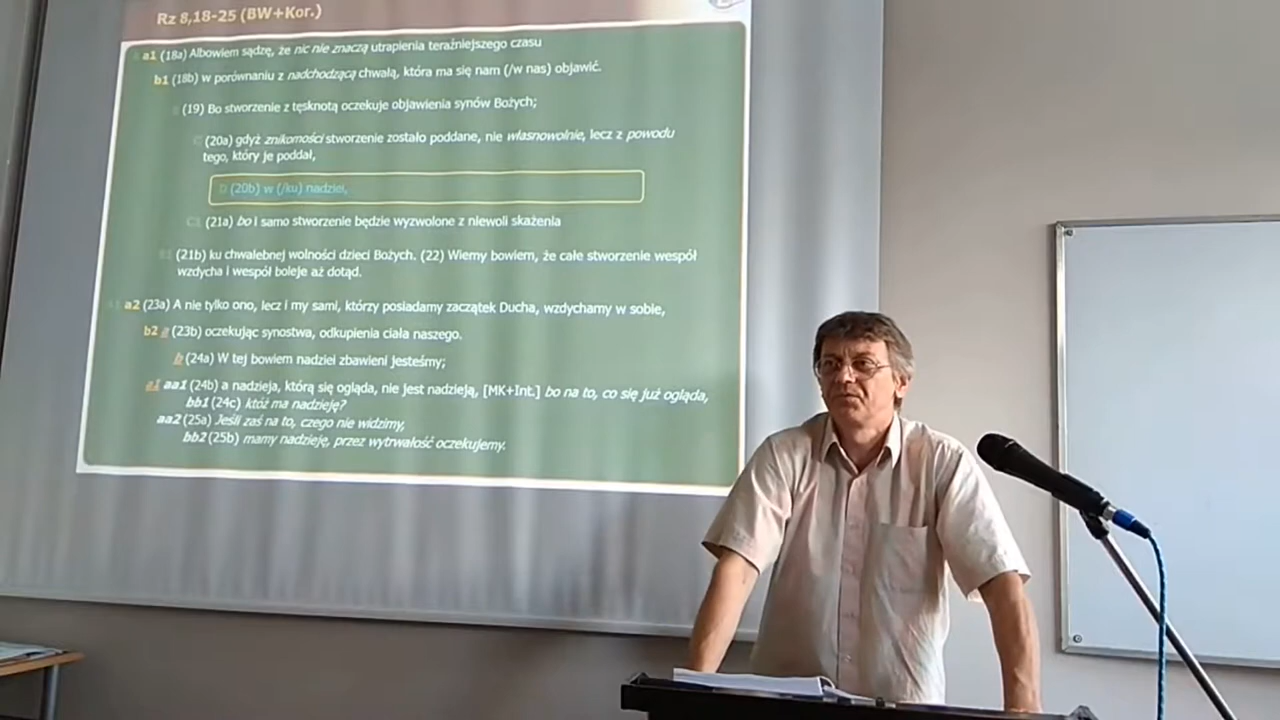 Rz 8,18-25 (BW+Kor.)
a1 (18a) Albowiem sądzę, że nic nie znaczą utrapienia teraźniejszego czasu
b1 (18b) w porównaniu z nadchodzącą chwałą, która ma się nam (/w nas) objawić.
(19) Bo stworzenie z tęsknotą oczekuje objawienia synów Bożych;
C (20a) gdyż znikomości stworzenie zostało poddane, nie własnowolnie, lecz z powodu
tego, który je poddał,
D (20b) w (/ku) nadziei,
C1 (21a) bo i samo stworzenie będzie wyzwolone z niewoli skażenia
(21b) ku chwalebnej wolności dzieci Bożych. (22) Wiemy bowiem, że całe stworzenie wespół
wzdycha i wespół boleje aż dotąd.
a2 (23a) A nie tylko ono, lecz i my sami, którzy posiadamy zaczątek Ducha, wzdychamy w sobie,
b2 a (23b) oczekując synostwa, odkupienia ciała naszego.
b (24a) W tej bowiem nadziei zbawieni jesteśmy;
a1 aa1 (24b) a nadzieja, którą się ogląda, nie jest nadzieją, [MK+Int.] bo na to, co się już ogląda,
bb1 (24c) któż ma nadzieję?
aa2 (25a) Jeśli zaś na to, czego nie widzimy,
bb2 (25b) mamy nadzieję, przez wytrwałość oczekujemy.